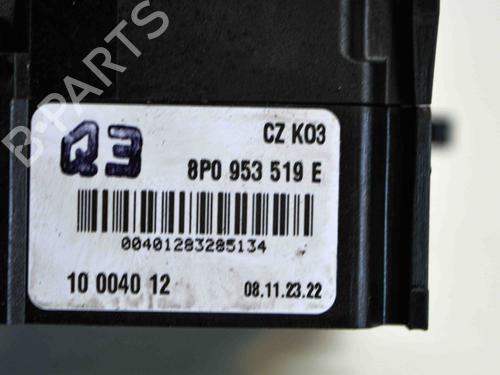 B-PARTS
Q3
CZ K03
8P0 953 519 E
00401283285134
10 0040 12
08.11.23.22